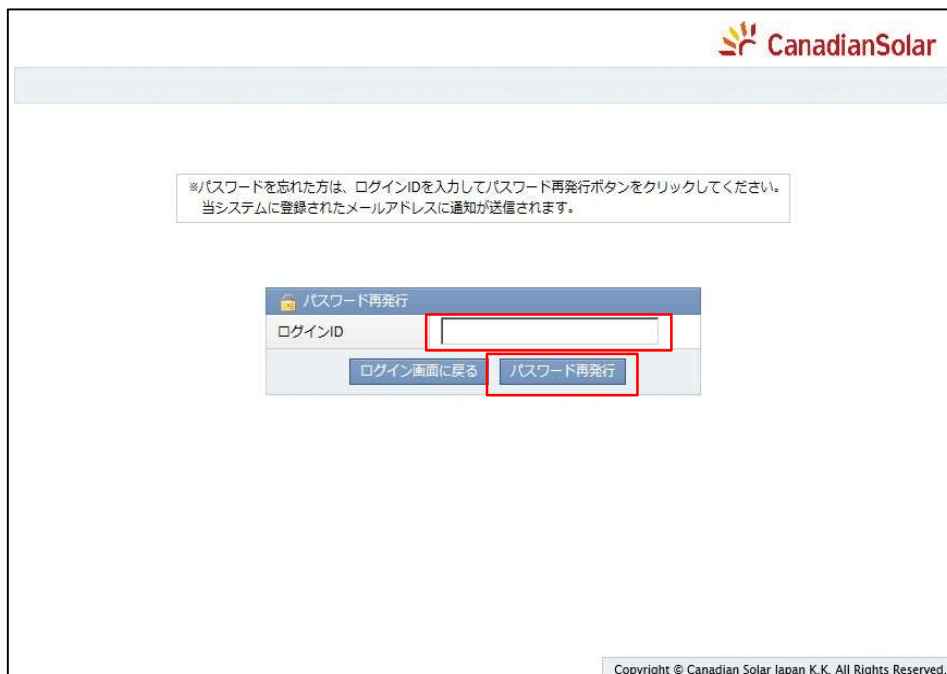 CanadianSolar
※パスワードを忘れた方は、ログインIDを入力してパスワード再発行ボタンをクリックしてください。
当システムに登録されたメールアドレスに通知が送信されます。
パスワード再発行
ログインID
ログイン画面に戻る パスワード再発行
Copyright © Canadian Solar Japan K.K. All Rights Reserved.